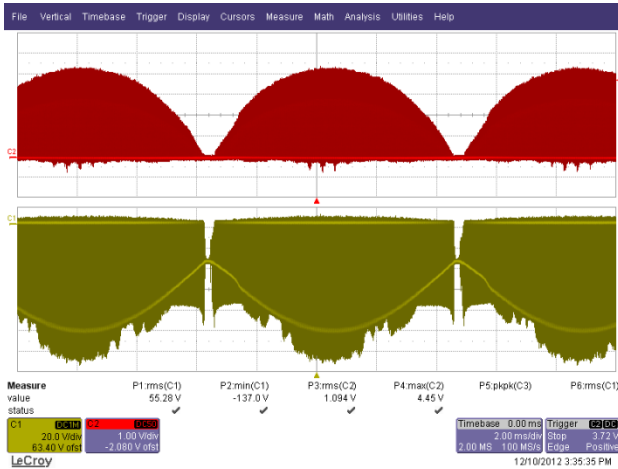 File Vertical Timebase Trigger Display Cursors Measure Math Analysis Utilities Help
C2
C1
Measure P1:rms(C1) P2:min(C1) P3:rms(C2) P4:max(C2) P5:pkpk(C3) P6:rms(C1)
value 55.28 V -137.0 V 1.094 V 4.45 V
status
C1 DC1M C2 DC50 Timebase 0.00 ms Trigger C2 DC
20.0 V/div 1.00 V/div 2.00 ms/div Stop 3.72 V
63.40 V ofst -2.080 V ofst 2.00 MS 100 MS/s Edge Positive
LeCroy 12/10/2012 3:35:35 PM